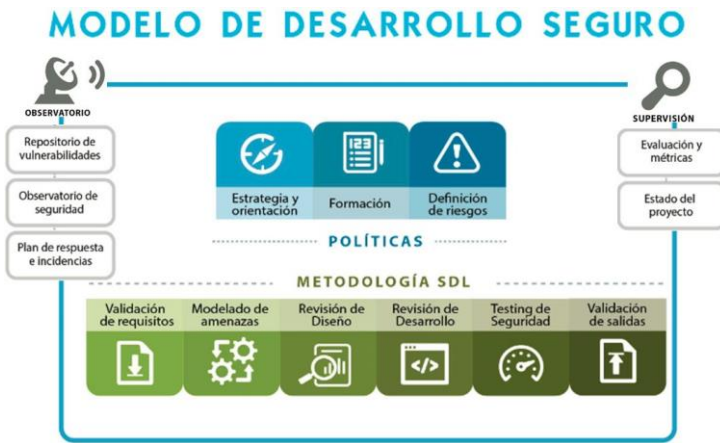 MODELO DE DESARROLLO SEGURO
OBSERVATORIO
Repositorio de
vulnerabilidades
Observatorio de
seguridad
Plan de respuesta
e incidencias
SUPERVISIÓN
Evaluación y
métricas
Estado del
proyecto
123
Estrategia y
orientación
Formación
Definición
de riesgos
POLÍTICAS
METODOLOGÍA SDL
Validación
de requisitos
Modelado de
amenazas
Revisión de
Diseño
Revisión de
Desarrollo
Testing de
Seguridad
Validación
de salidas
</>